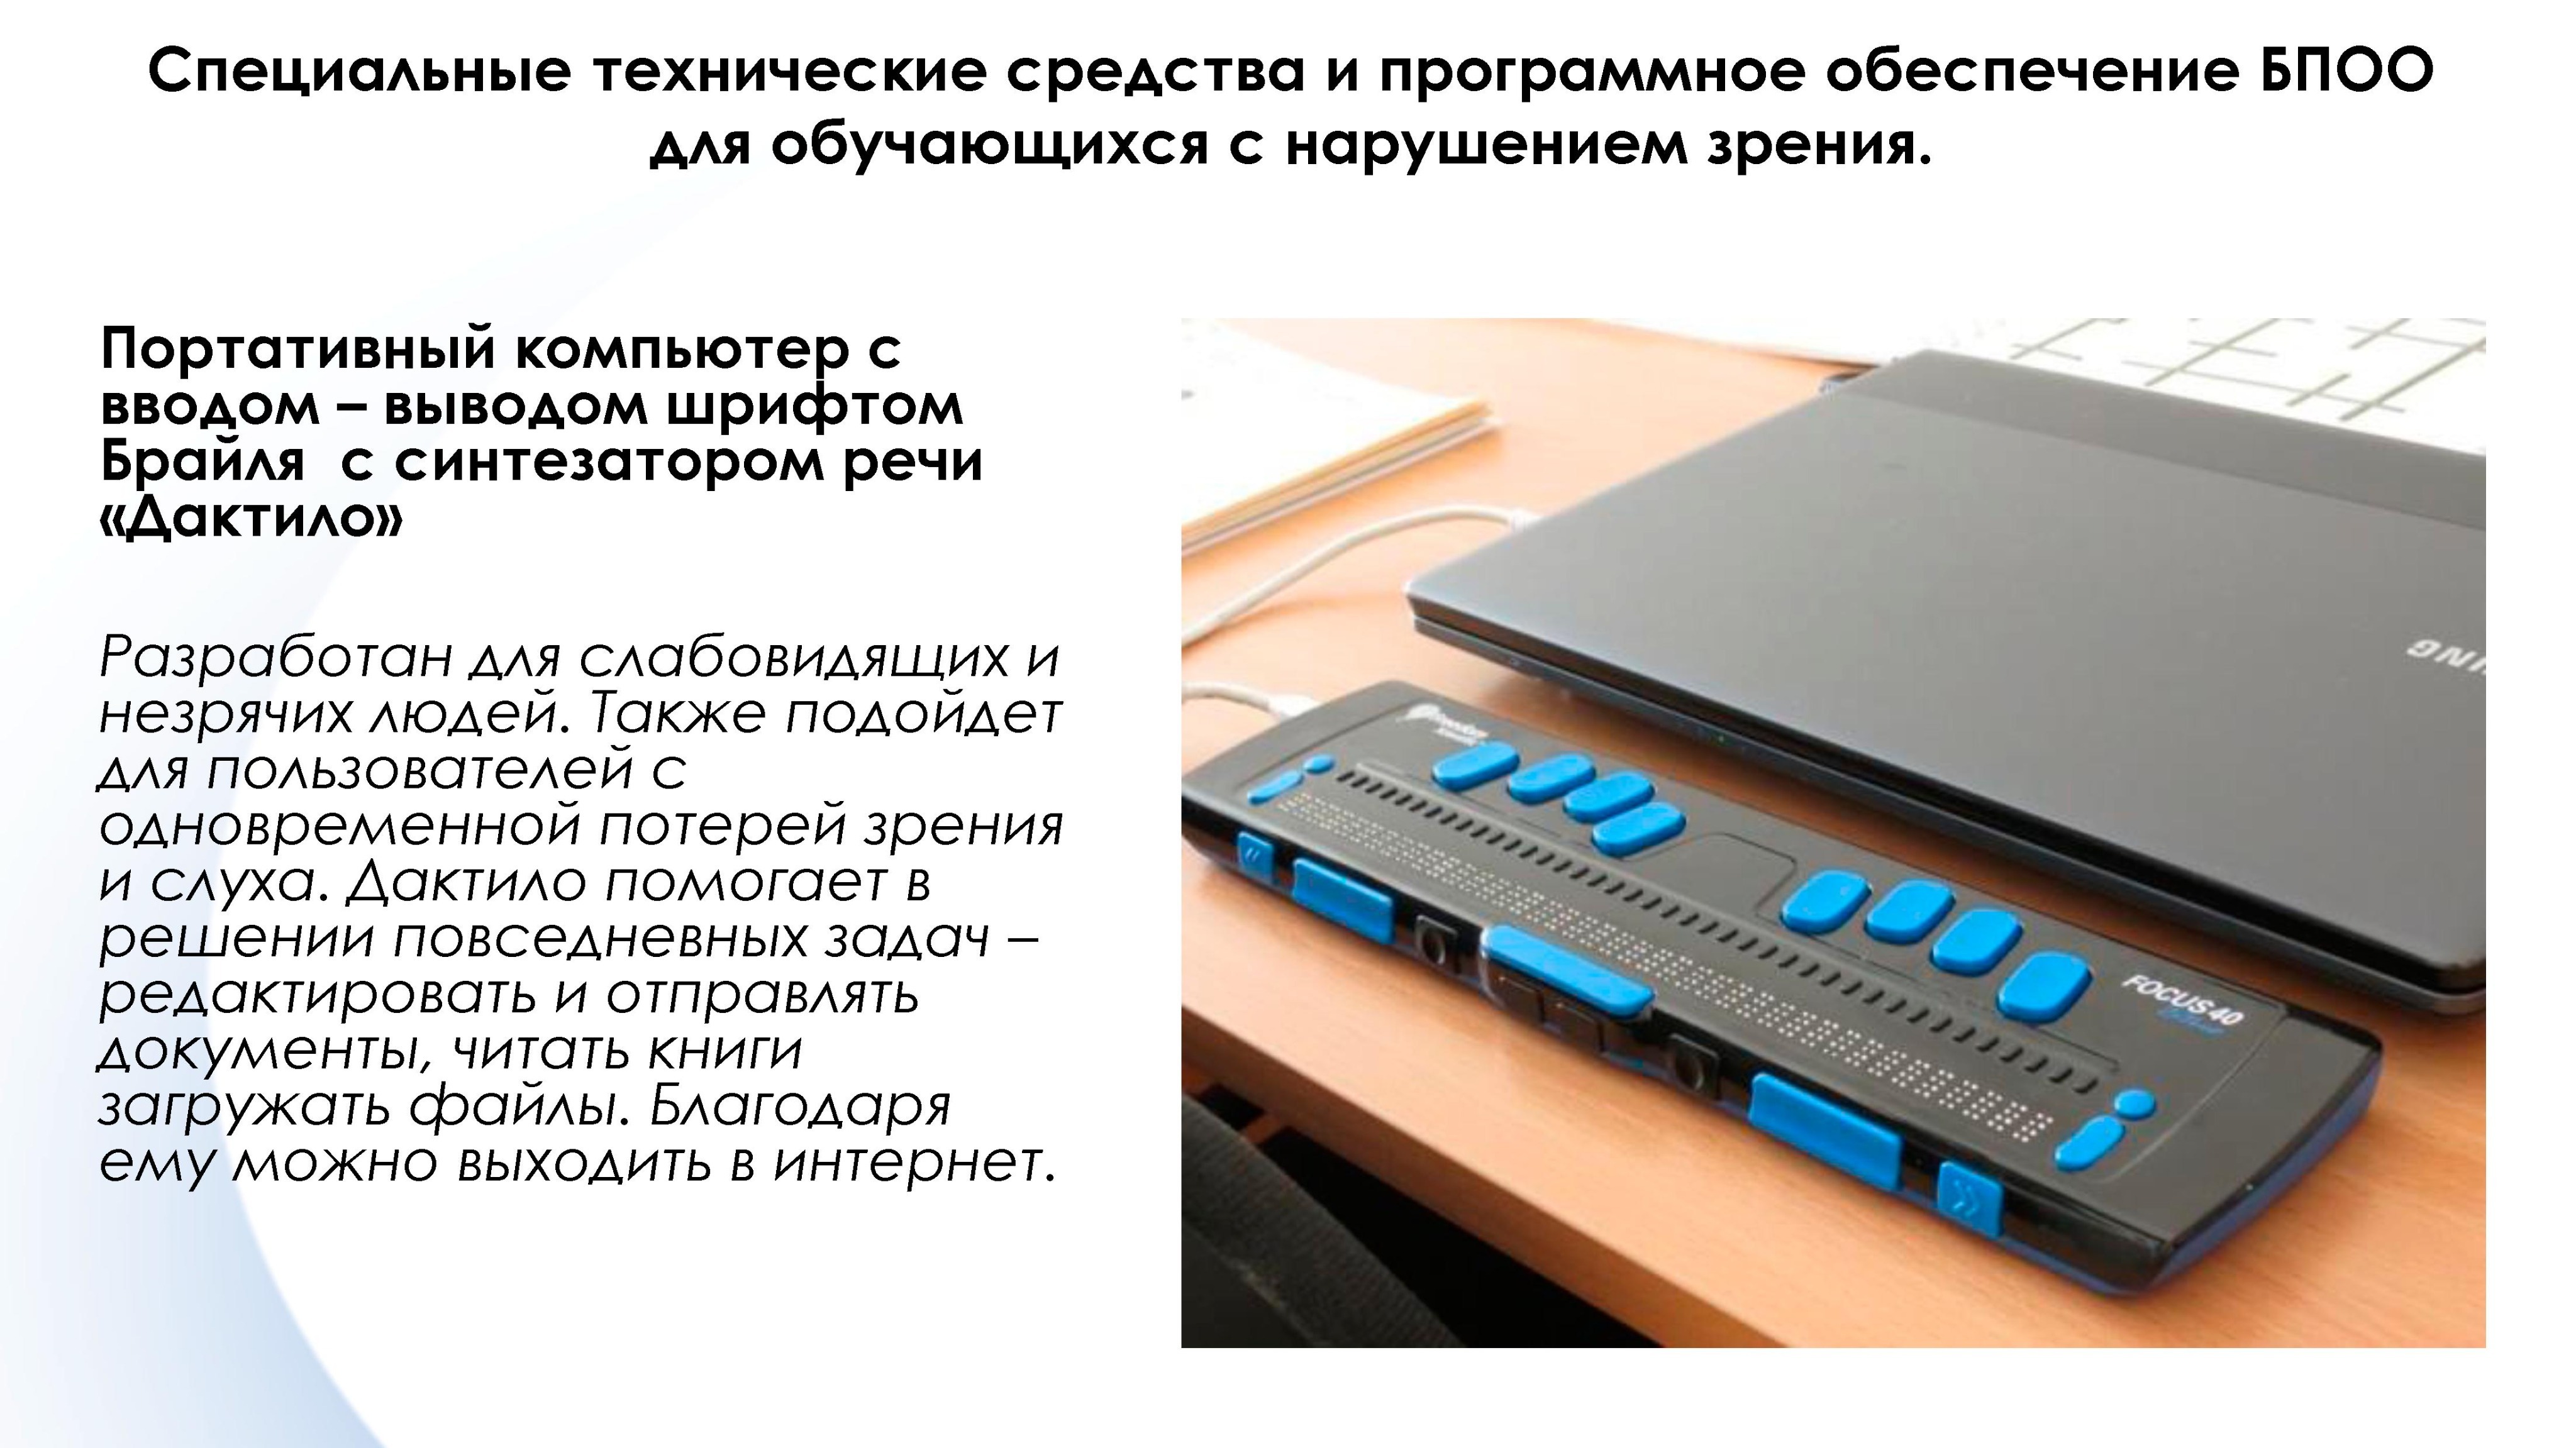 Специальные технические средства и программное обеспечение БПОО
для обучающихся с нарушением зрения.
Портативный компьютер с
вводом – выводом шрифтом
Брайля  с синтезатором речи
«Дактило»
Разработан для слабовидящих и
незрячих людей. Также подойдет
для пользователей с
одновременной потерей зрения
и слуха. Дактило помогает в
решении повседневных задач –
редактировать и отправлять
документы, читать книги
загружать файлы. Благодаря
ему можно выходить в интернет.
FOCUS 40